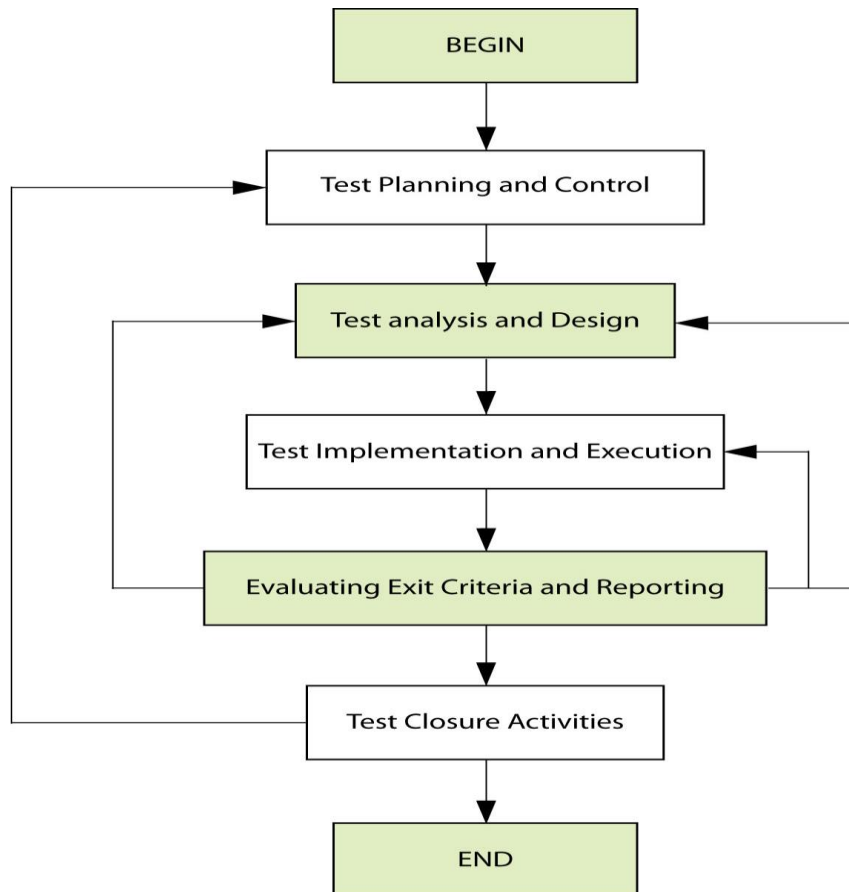 BEGIN
Test Planning and Control
Test analysis and Design
Test Implementation and Execution
Evaluating Exit Criteria and Reporting
Test Closure Activities
END